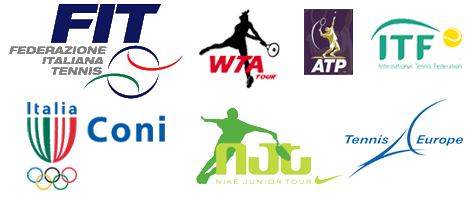 FIT
FEDERAZIONE
ITALIANA
TENNIS
WTA
TOUR
ATP
ITF
International Tennis Federation
Italia
Coni
NJT
NIKE JUNIOR TOUR
Tennis Europe